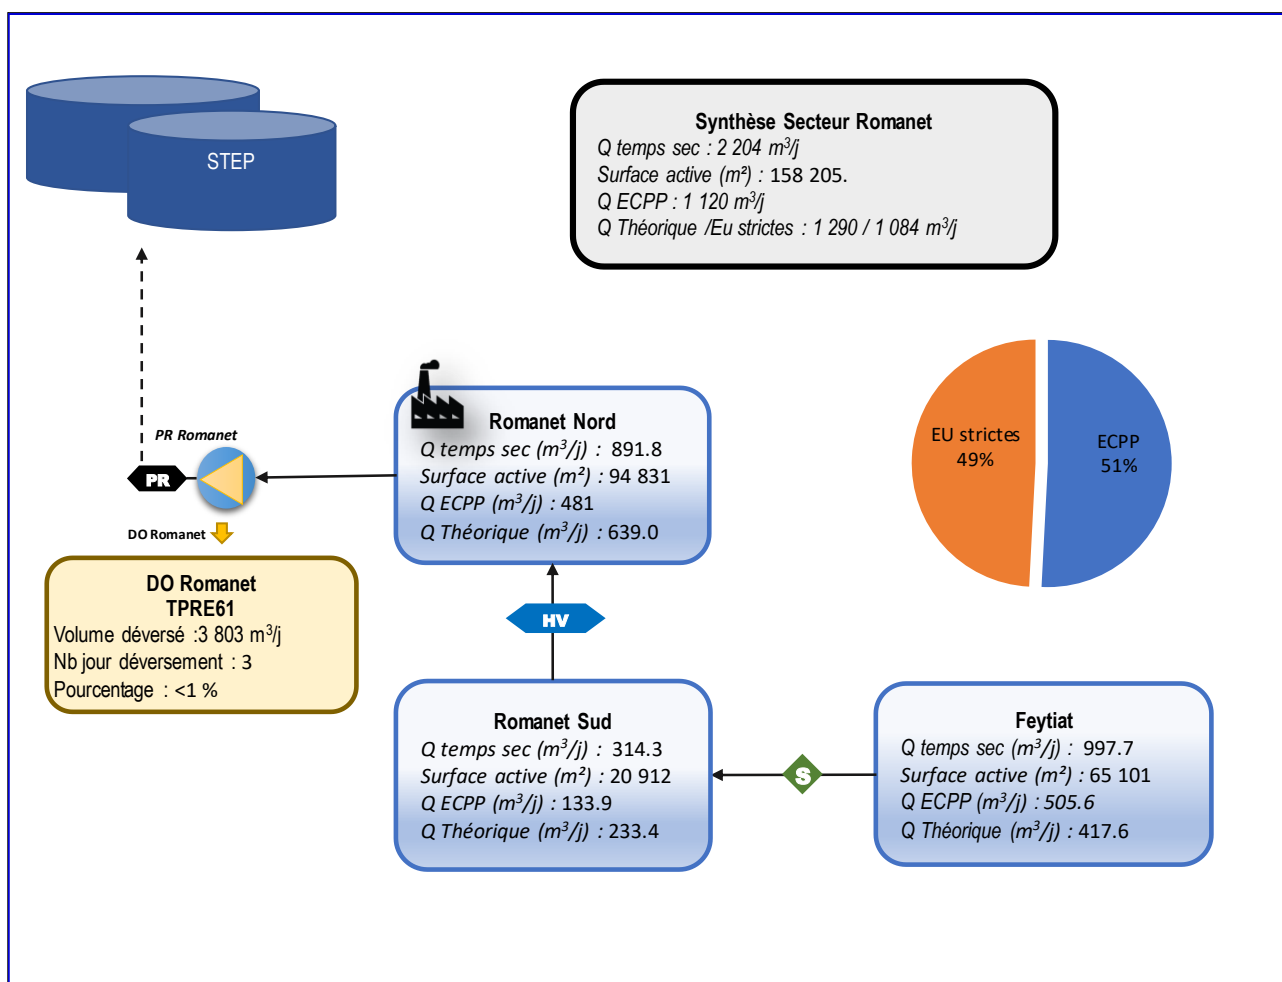 STEP
Synthèse Secteur Romanet
Q temps sec : 2 204 m³/j
Surface active (m²) : 158 205.
Q ECPP : 1 120 m³/j
Q Théorique /Eu strictes : 1 290 / 1 084 m³/j
EU strictes
49%
ECPP
51%
Romanet Nord
Q temps sec (m³/j) : 891.8
Surface active (m²) : 94 831
Q ECPP (m³/j) : 481
Q Théorique (m³/j) : 639.0
PR Romanet
PR
DO Romanet
DO Romanet
TPRE61
Volume déversé :3 803 m³/j
Nb jour déversement : 3
Pourcentage : <1 %
HV
Romanet Sud
Q temps sec (m³/j) : 314.3
Surface active (m²) : 20 912
Q ECPP (m³/j) : 133.9
Q Théorique (m³/j) : 233.4
S
Feytiat
Q temps sec (m³/j) : 997.7
Surface active (m²) : 65 101
Q ECPP (m³/j) : 505.6
Q Théorique (m³/j) : 417.6